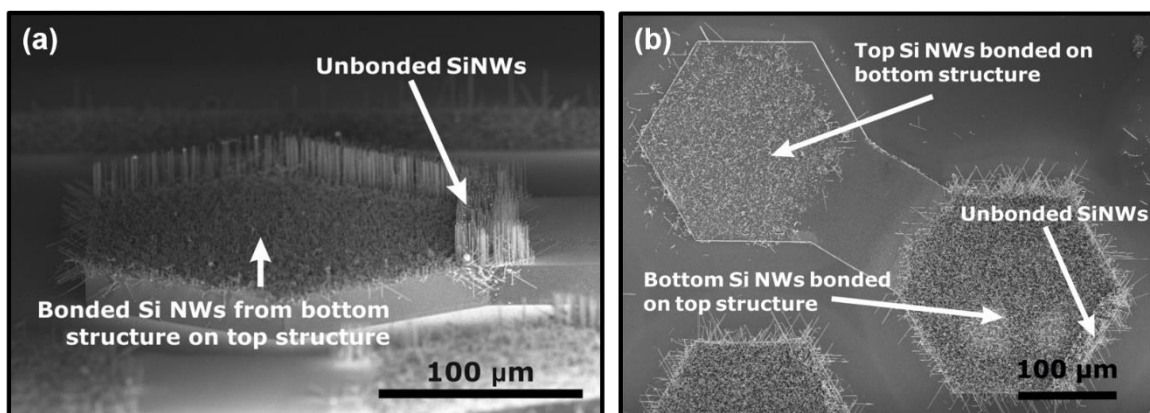 (a)
Unbonded SiNWs
Bonded Si NWs from bottom
structure on top structure
100 µm
(b)
Top Si NWs bonded on
bottom structure
Unbonded SiNWs
Bottom Si NWs bonded
on top structure
100 µm